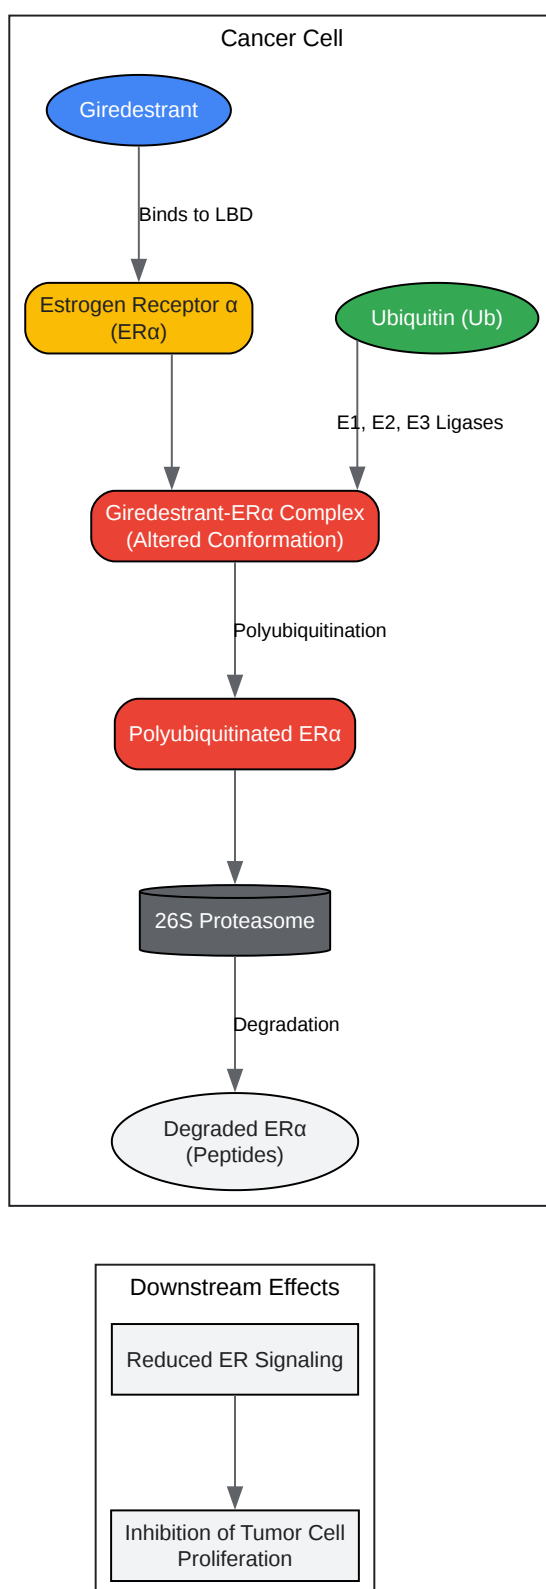 Cancer Cell
Giredestrant
Binds to LBD
Estrogen Receptor α
(ERα)
Ubiquitin (Ub)
E1, E2, E3 Ligases
Giredestrant-ERα Complex
(Altered Conformation)
Polyubiquitination
Polyubiquitinated ERα
26S Proteasome
Degradation
Degraded ERα
(Peptides)
Downstream Effects
Reduced ER Signaling
Inhibition of Tumor Cell
Proliferation